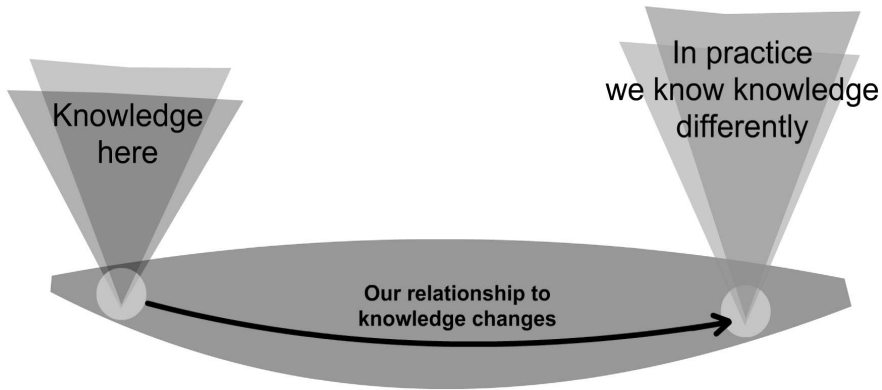 Knowledge
here
In practice
we know knowledge
differently
Our relationship to
knowledge changes